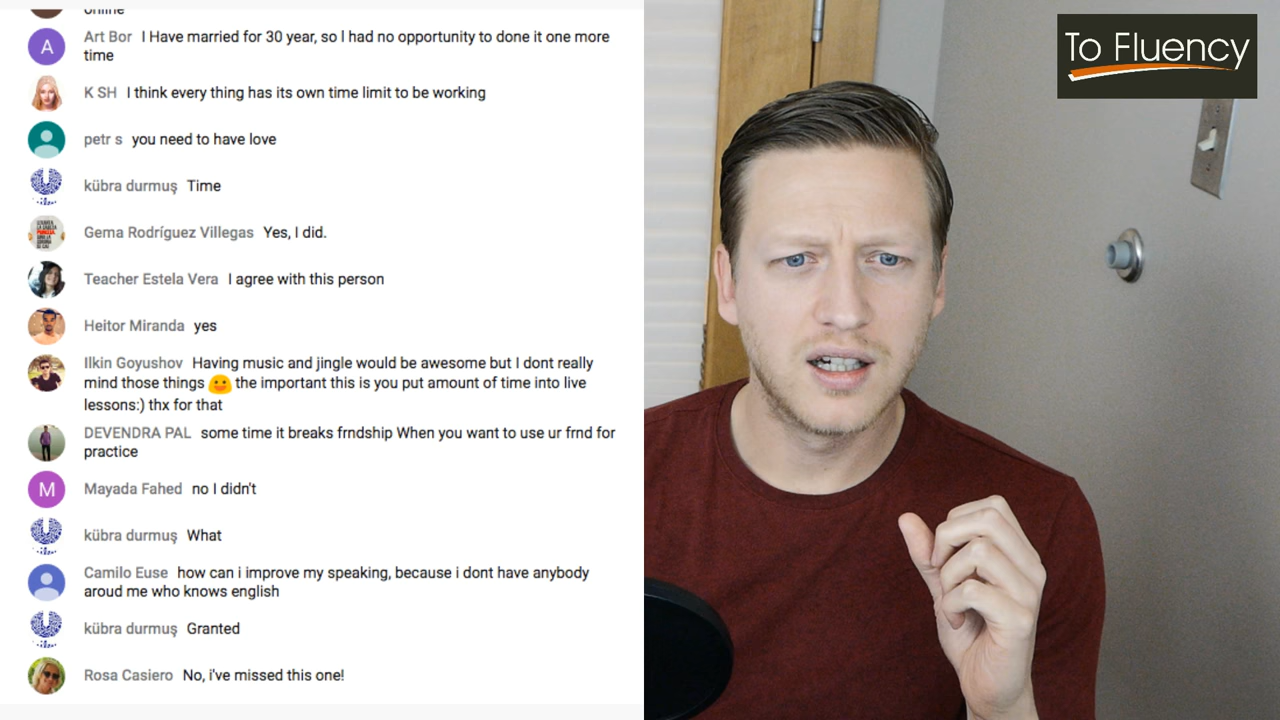 online
Art Bor I Have married for 30 year, so I had no opportunity to done it one more
time
K SH I think every thing has its own time limit to be working
petr s you need to have love
kübra durmuş Time
Gema Rodríguez Villegas Yes, I did.
Teacher Estela Vera I agree with this person
Heitor Miranda yes
Ilkin Goyushov Having music and jingle would be awesome but I dont really
mind those things the important this is you put amount of time into live
lessons:) thx for that
DEVENDRA PAL some time it breaks frndship When you want to use ur frnd for
practice
Mayada Fahed no I didn't
kübra durmuş What
Camilo Euse how can i improve my speaking, because i dont have anybody
aroud me who knows english
kübra durmuş Granted
Rosa Casiero No, i've missed this one!
A
M
To Fluency